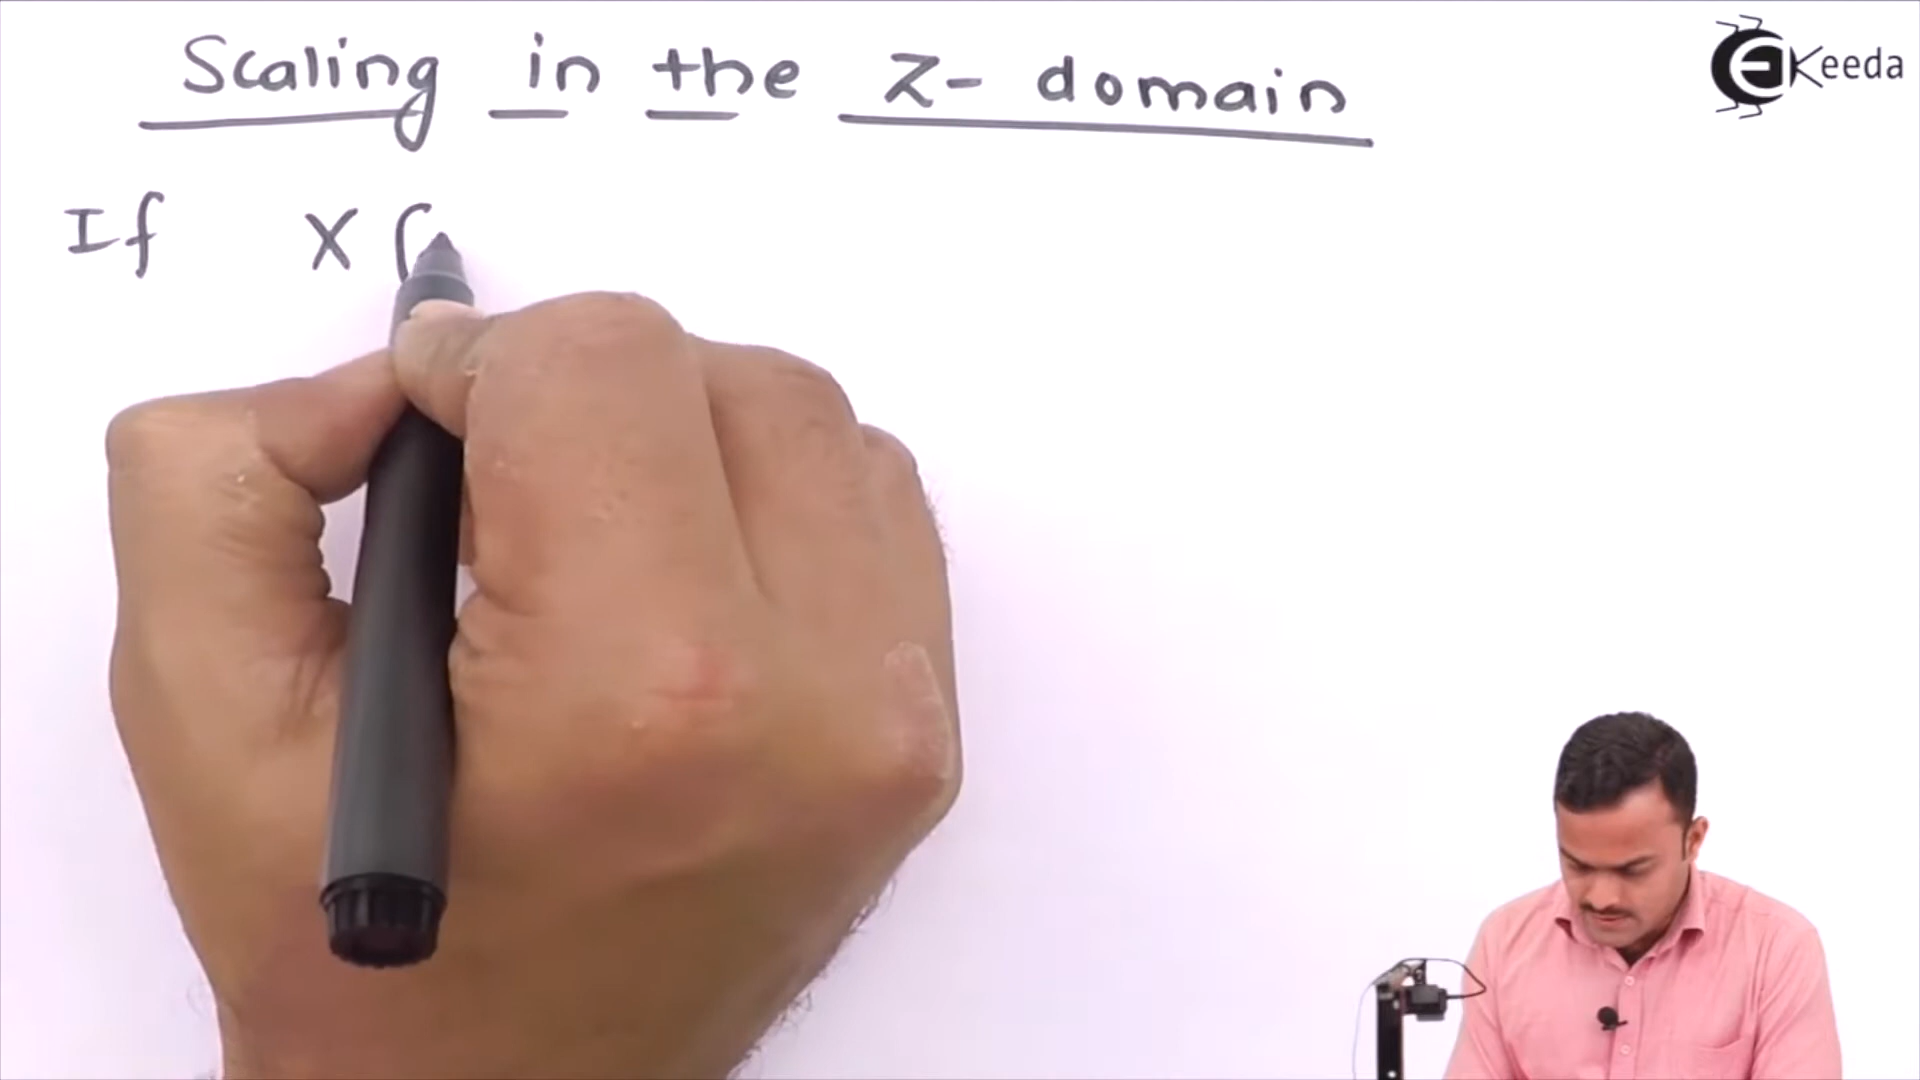 Scaling in the Z- domain
EKeeda
If X (